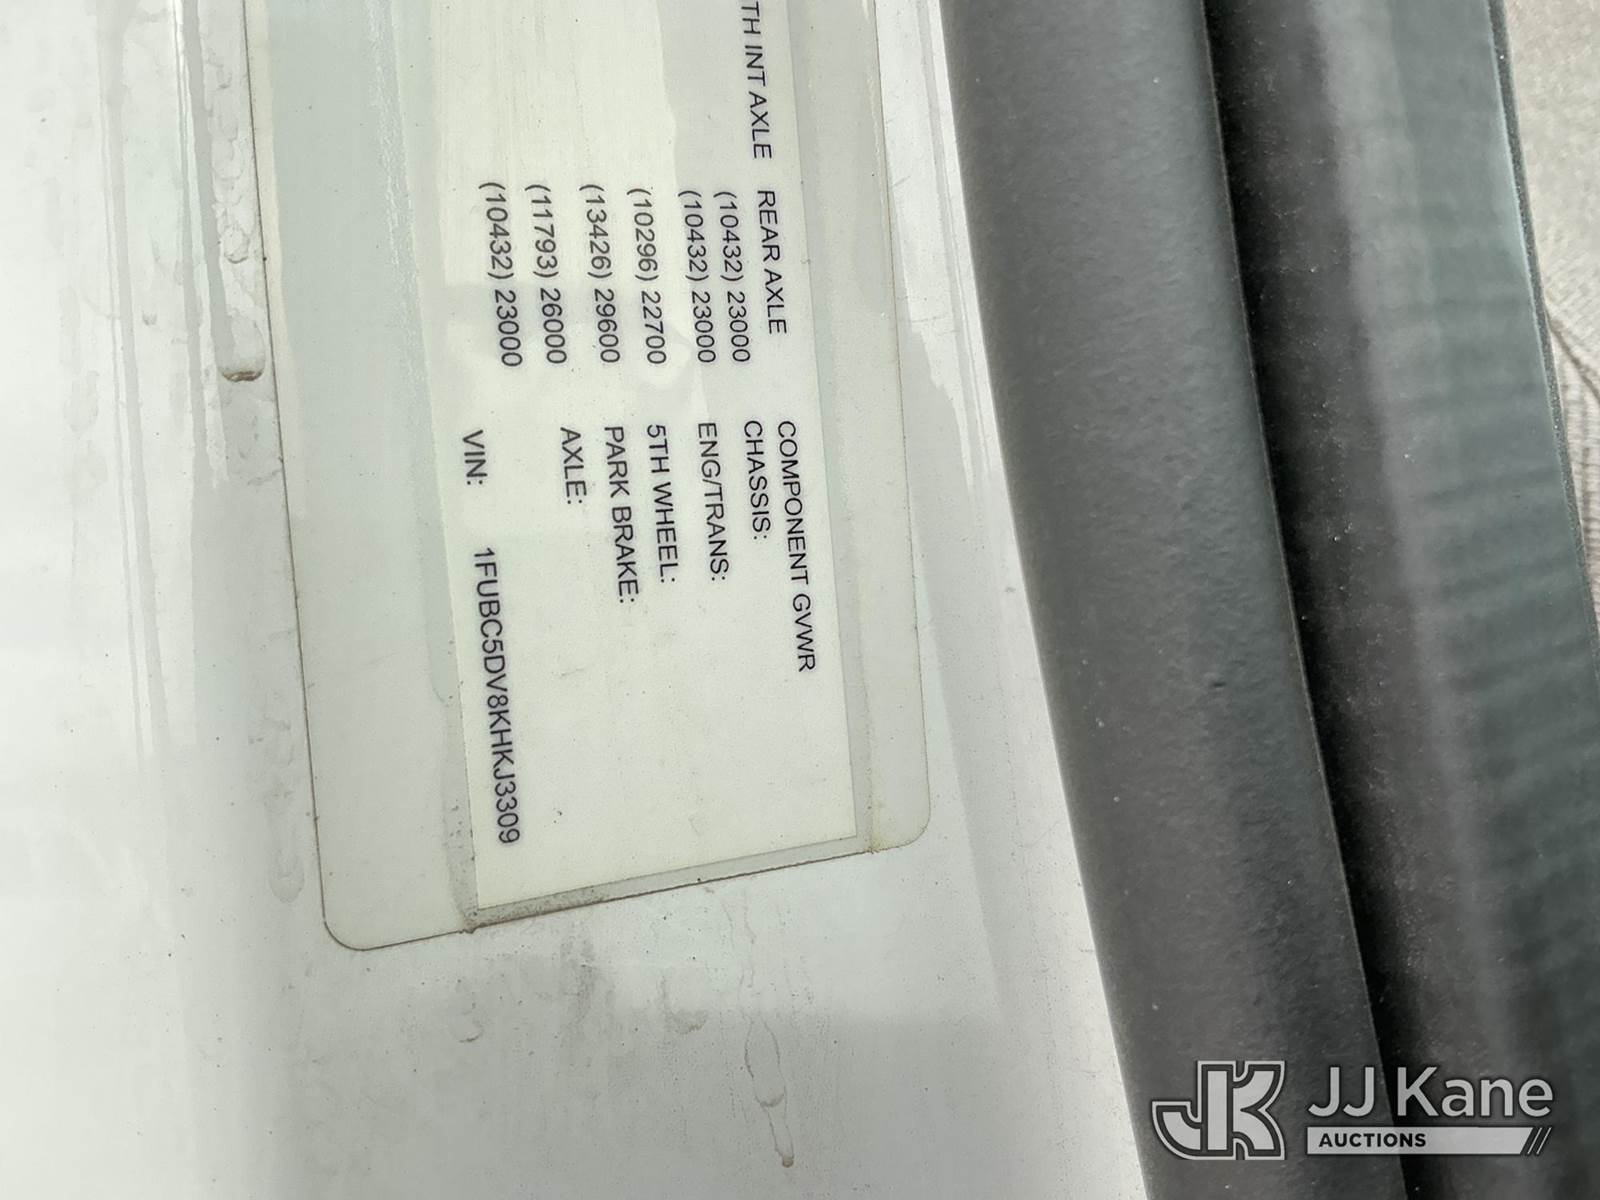 TH INT AXLE REAR AXLE COMPONENT GVWR
(10432) 23000 CHASSIS:
(10432) 23000 ENG/TRANS:
(10296) 22700 5TH WHEEL:
(13426) 29600 PARK BRAKE:
(11793) 26000 AXLE:
(10432) 23000 VIN: 1FUBC5DV8KHKJ3309
JK JJ Kane
AUCTIONS